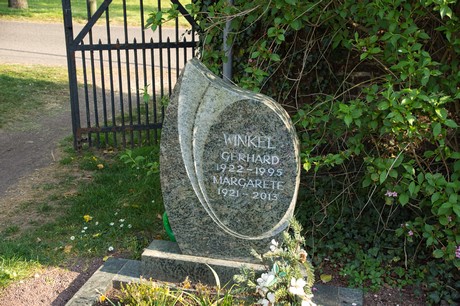 WINKEL
GERHARD
1922-1995
MARGARETE
1921-2013